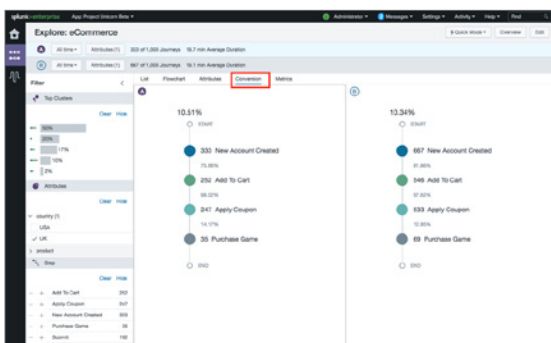 splunk>enterprise App: Project Unicorn Beta Administrator Messages Settings Activity Help Find
Explore: eCommerce Quick Mode Overview Edit
A All time Attributes (1) 333 of 1,000 Journeys 19.7 min Average Duration
B All time Attributes (1) 667 of 1,000 Journeys 19.1 min Average Duration
Filter List Flowchart Attributes Conversion Metrics
Top Clusters
Clear Hide
50%
20%
17%
10%
2%
Attributes
Clear Hide
country (1)
USA
UK
product
Step
Clear Hide
Add To Cart 252
Apply Coupon 247
New Account Created 333
Purchase Game 35
Submit
A
10.51%
START
333 New Account Created
75.68%
252 Add To Cart
98.02%
247 Apply Coupon
14.17%
35 Purchase Game
END
B
10.34%
START
667 New Account Created
81.86%
546 Add To Cart
97.62%
533 Apply Coupon
12.95%
69 Purchase Game
END